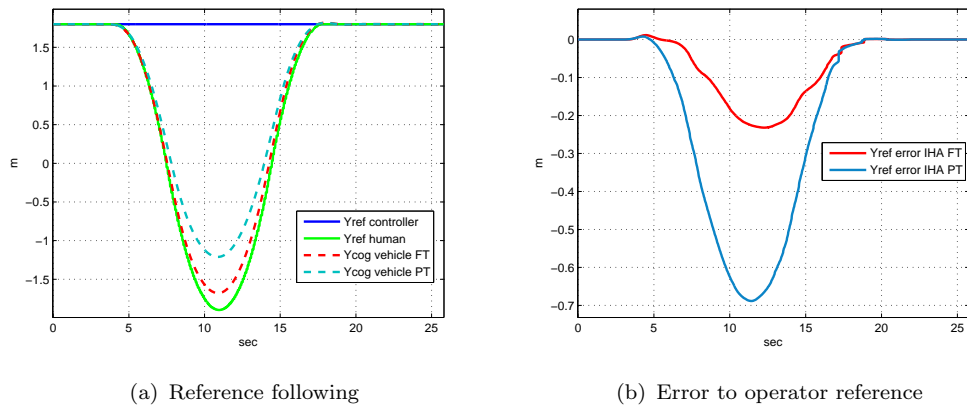 1.5
1
0.5
0
−0.5
−1
−1.5
m
0 5 10 15 20 25
sec
Yref controller
Yref human
Ycog vehicle FT
Ycog vehicle PT
(a) Reference following
0
−0.1
−0.2
−0.3
−0.4
−0.5
−0.6
−0.7
m
0 5 10 15 20 25
sec
Yref error IHA FT
Yref error IHA PT
(b) Error to operator reference